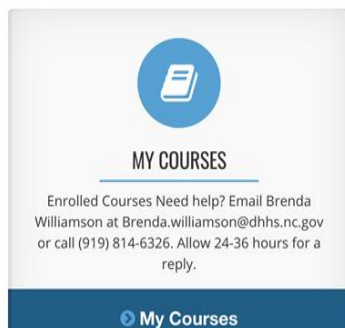 MY COURSES
Enrolled Courses Need help? Email Brenda
Williamson at Brenda.williamson@dhhs.nc.gov
or call (919) 814-6326. Allow 24-36 hours for a
reply.
My Courses